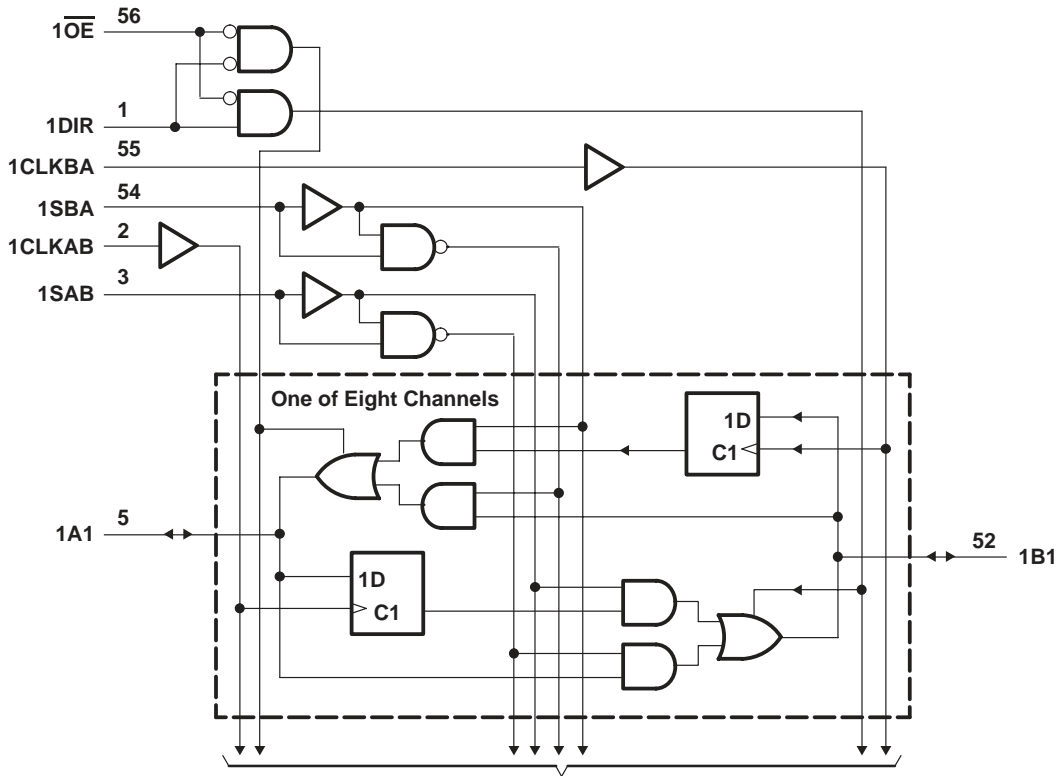 1O̅E̅ 56
1DIR 1
1CLKBA 55
1SBA 54
1CLKAB 2
1SAB 3
One of Eight Channels
1D
C1
1A1 5
52 1B1
1D
C1